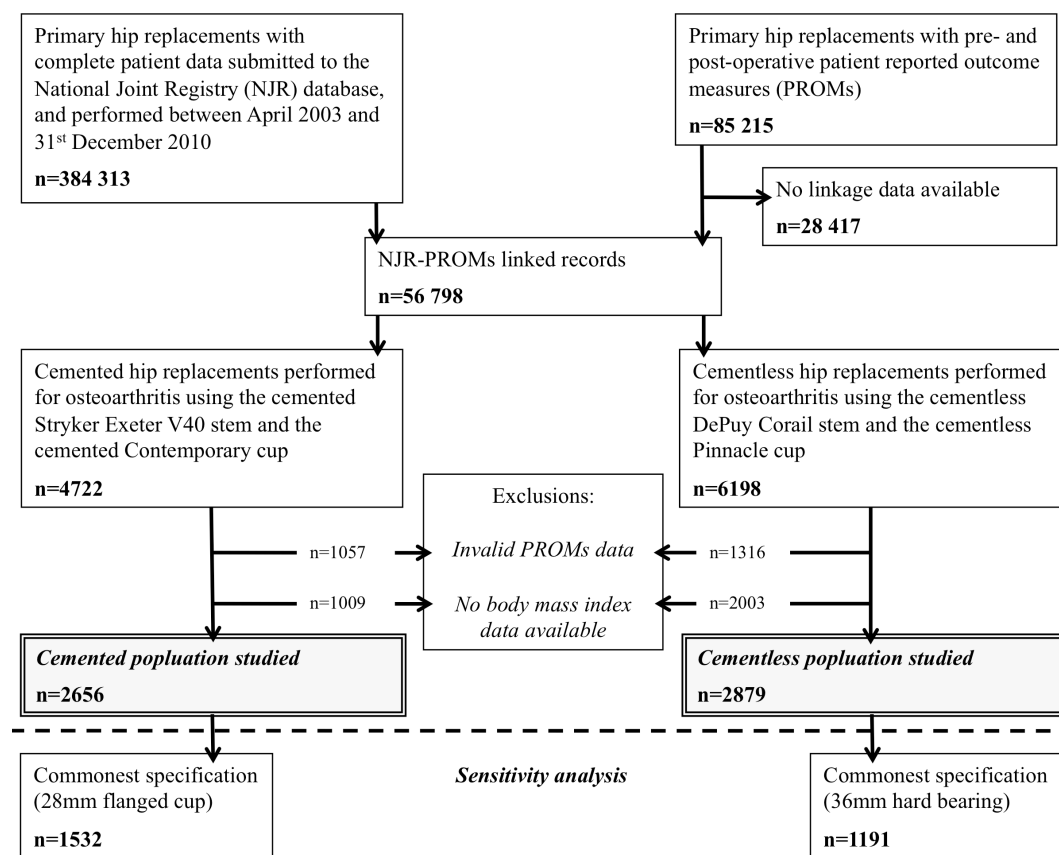 Primary hip replacements with
complete patient data submitted to the
National Joint Registry (NJR) database,
and performed between April 2003 and
31st December 2010
n=384 313
Primary hip replacements with pre- and
post-operative patient reported outcome
measures (PROMs)
n=85 215
No linkage data available
n=28 417
NJR-PROMs linked records
n=56 798
Cemented hip replacements performed
for osteoarthritis using the cemented
Stryker Exeter V40 stem and the
cemented Contemporary cup
n=4722
Cementless hip replacements performed
for osteoarthritis using the cementless
DePuy Corail stem and the cementless
Pinnacle cup
n=6198
Exclusions:
n=1057
Invalid PROMs data
n=1316
n=1009
No body mass index
data available
n=2003
Cemented popluation studied
n=2656
Cementless popluation studied
n=2879
Commonest specification
(28mm flanged cup)
n=1532
Sensitivity analysis
Commonest specification
(36mm hard bearing)
n=1191